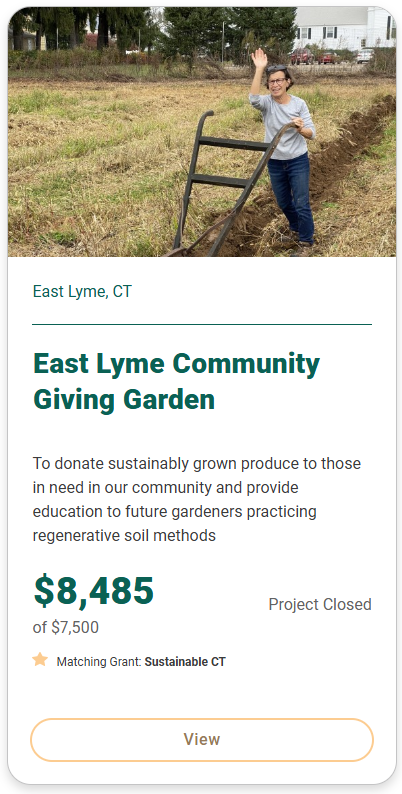 East Lyme, CT
East Lyme Community
Giving Garden
To donate sustainably grown produce to those
in need in our community and provide
education to future gardeners practicing
regenerative soil methods
$8,485
Project Closed
of $7,500
Matching Grant: Sustainable CT
View